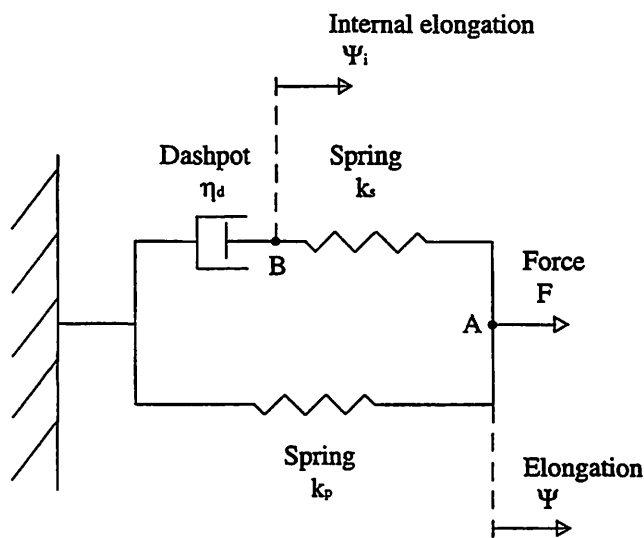 Internal elongation
Ψi
Dashpot
ηd
Spring
ks
B
Force
F
A
Spring
kp
Elongation
Ψ